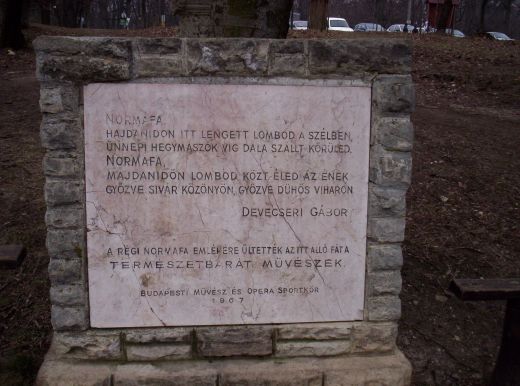 NORMAFA,
HAJDANIDŐN ITT LENGETT LOMBOD A SZÉLBEN,
ÜNNEPI HEGYMÁSZÓK VIG DALA SZÁLLT KÖRÜLED.
NORMAFA,
MAJDANIDŐN LOMBOD KÖZT ÉLED AZ ÉNEK
GYŐZVE SIVÁR KÖZÖNYÖN, GYŐZVE DÜHÖS VIHARON
DEVECSERI GÁBOR
A RÉGI NORMAFA EMLÉKÉRE ÜLTETTÉK AZ ITT ÁLLÓ FÁT A
TERMÉSZETBARÁT MŰVÉSZEK.
BUDAPESTI MŰVÉSZ ÉS OPERA SPORTKÖR
1967